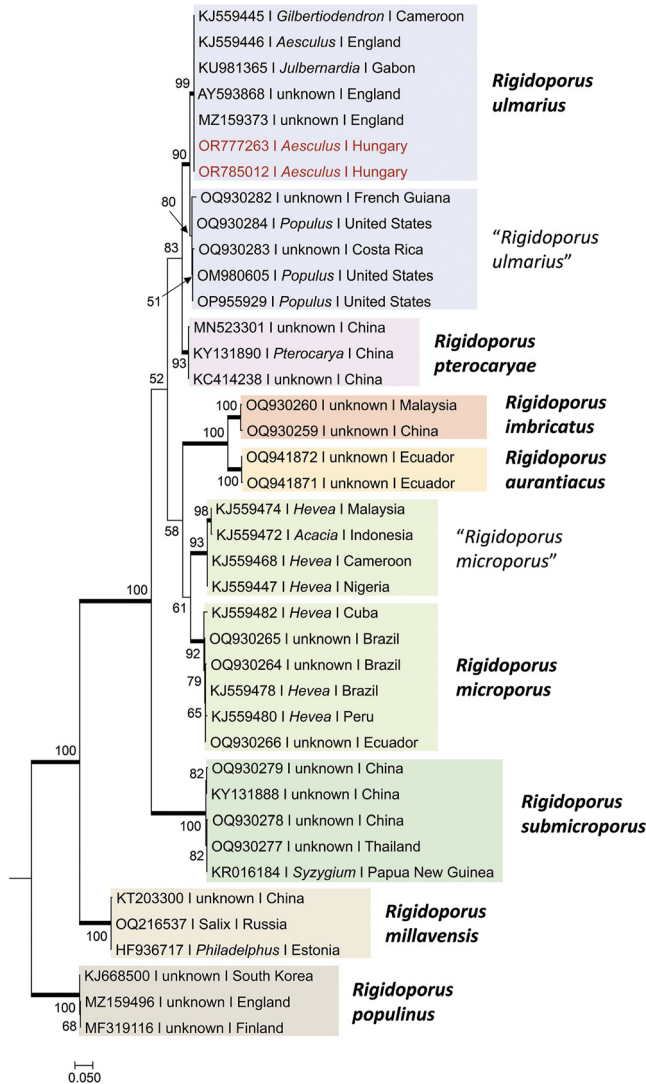 KJ559445 I Gilbertiodendron I Cameroon
KJ559446 I Aesculus I England
KU981365 I Julbernardia I Gabon
99
Rigidoporus
ulmarius
AY593868 I unknown I England
MZ159373 I unknown I England
OR777263 I Aesculus I Hungary
90
OR785012 I Aesculus I Hungary
OQ930282 I unknown I French Guiana
80
OQ930284 I Populus I United States
“Rigidoporus
ulmarius”
83
OQ930283 I unknown I Costa Rica
OM980605 I Populus I United States
51
OP955929 I Populus I United States
MN523301 I unknown I China
Rigidoporus
pterocaryae
KY131890 I Pterocarya I China
93
KC414238 I unknown I China
52
100
OQ930260 I unknown I Malaysia
Rigidoporus
imbricatus
OQ930259 I unknown I China
100
OQ941872 I unknown I Ecuador
Rigidoporus
aurantiacus
100
OQ941871 I unknown I Ecuador
KJ559474 I Hevea I Malaysia
98
58
KJ559472 I Acacia I Indonesia
“Rigidoporus
microporus”
93
KJ559468 I Hevea I Cameroon
KJ559447 I Hevea I Nigeria
100
61
KJ559482 I Hevea I Cuba
OQ930265 I unknown I Brazil
92
OQ930264 I unknown I Brazil
Rigidoporus
microporus
79
KJ559478 I Hevea I Brazil
65
KJ559480 I Hevea I Peru
OQ930266 I unknown I Ecuador
82
OQ930279 I unknown I China
KY131888 I unknown I China
Rigidoporus
submicroporus
100
OQ930278 I unknown I China
OQ930277 I unknown I Thailand
82
KR016184 I Syzygium I Papua New Guinea
100
KT203300 I unknown I China
Rigidoporus
millavensis
OQ216537 I Salix I Russia
100
HF936717 I Philadelphus I Estonia
KJ668500 I unknown I South Korea
Rigidoporus
populinus
100
MZ159496 I unknown I England
68
MF319116 I unknown I Finland
0.050